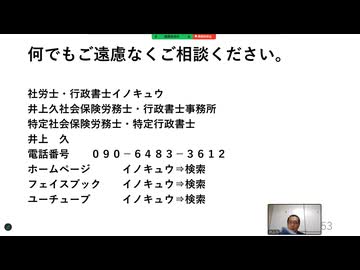 何でもご遠慮なくご相談ください。
社労士・行政書士イノキュウ
井上久社会保険労務士・行政書士事務所
特定社会保険労務士・特定行政書士
井上　久
電話番号　　０９０－６４８３－３６１２
ホームページ　　　イノキュウ⇒検索
フェイスブック　　イノキュウ⇒検索
ユーチューブ　　　イノキュウ⇒検索
53